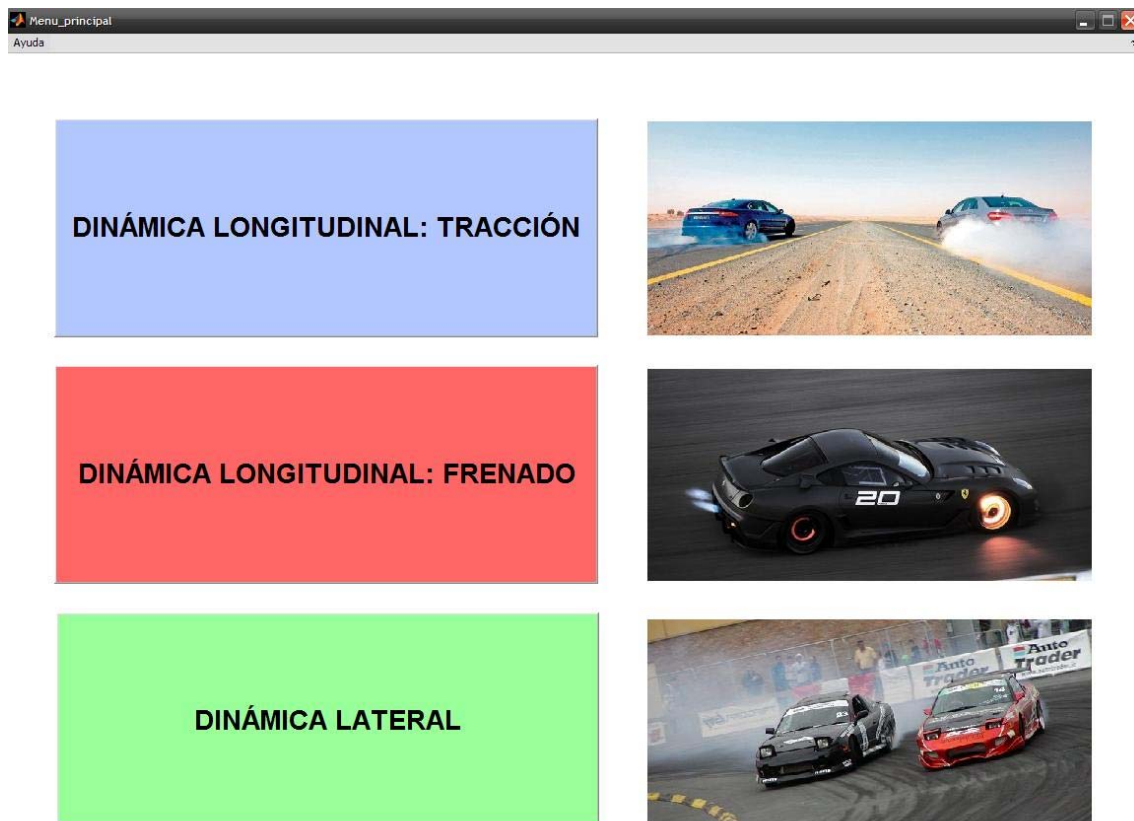 Menu_principal
Ayuda
DINÁMICA LONGITUDINAL: TRACCIÓN
DINÁMICA LONGITUDINAL: FRENADO
20
DINÁMICA LATERAL
Auto
Trader
Auto
Trader